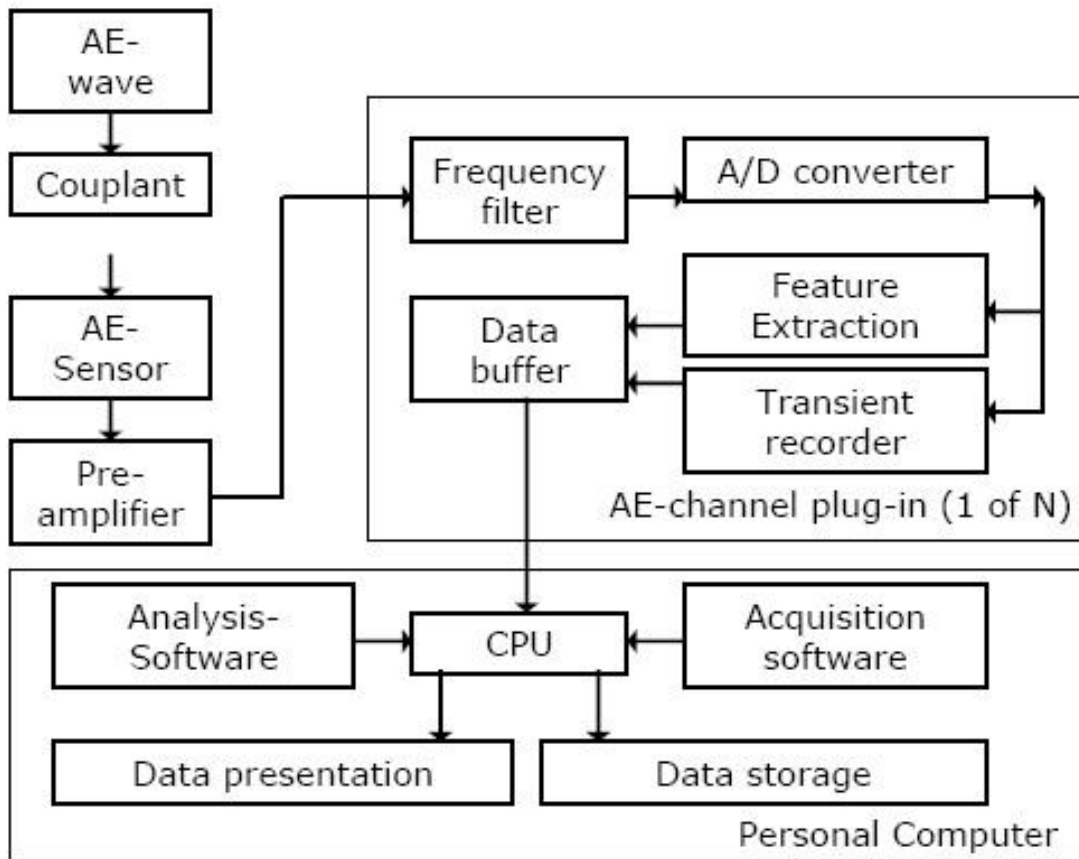 AE-
wave
Couplant
AE-
Sensor
Pre-
amplifier
Frequency
filter
A/D converter
Feature
Extraction
Data
buffer
Transient
recorder
AE-channel plug-in (1 of N)
Analysis-
Software
CPU
Acquisition
software
Data presentation
Data storage
Personal Computer